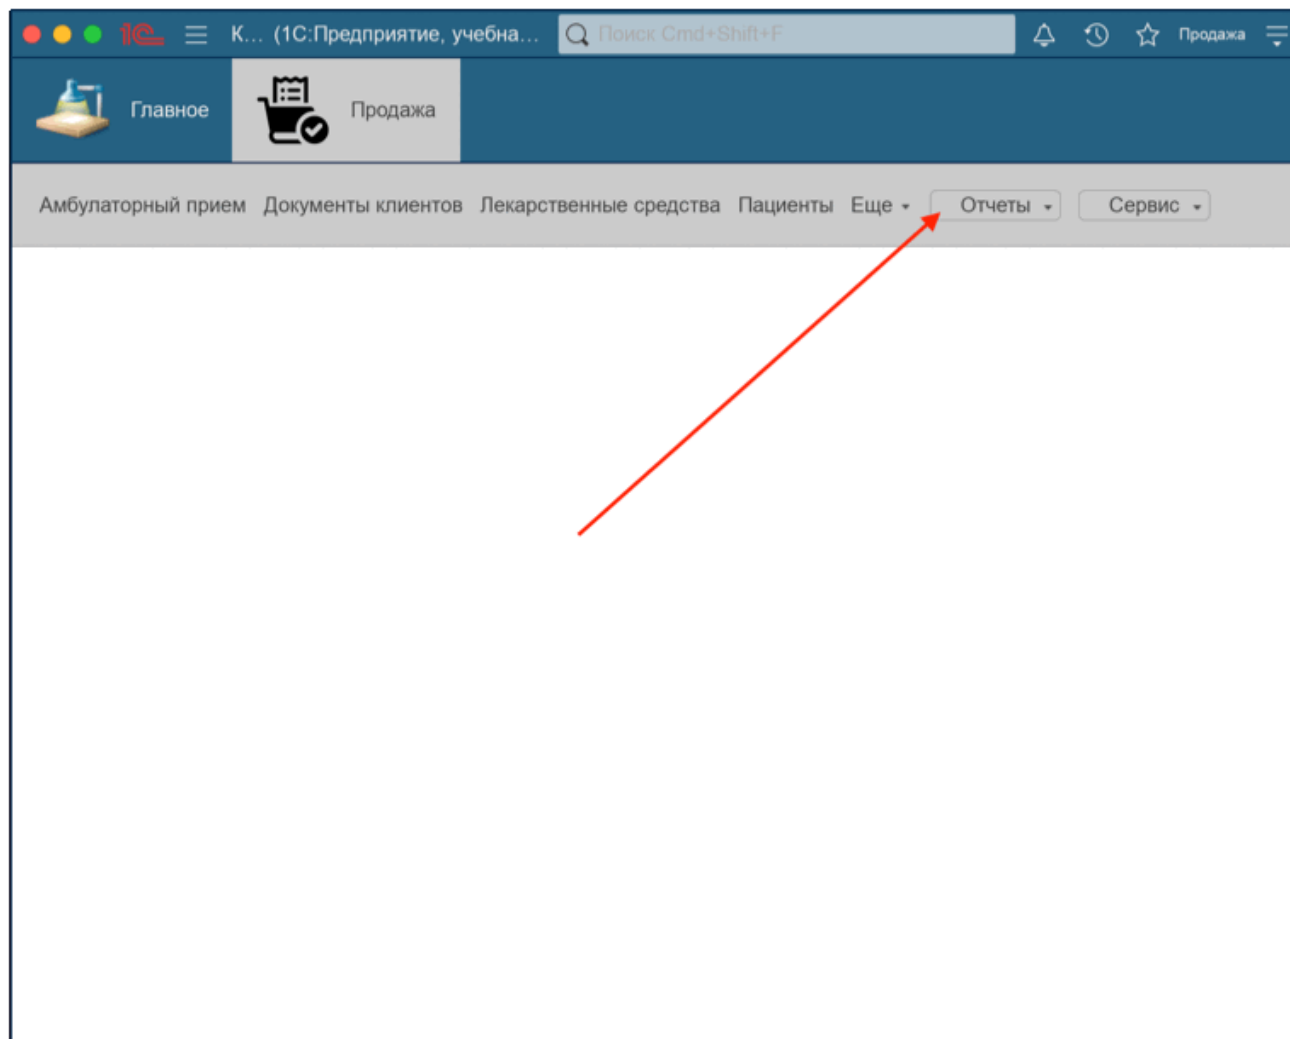 1С К... (1С:Предприятие, учебна... Поиск Cmd+Shift+F Продажа
Главное Продажа
Амбулаторный прием Документы клиентов Лекарственные средства Пациенты Еще Отчеты Сервис